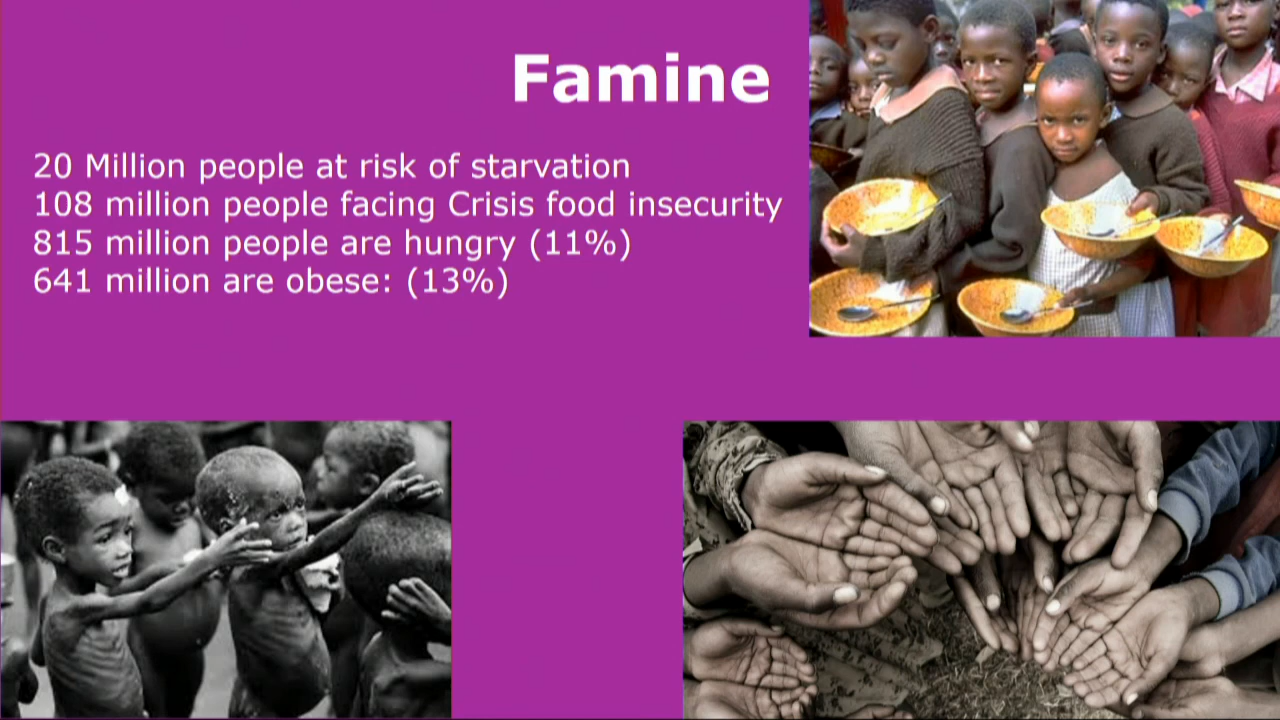 Famine
20 Million people at risk of starvation
108 million people facing Crisis food insecurity
815 million people are hungry (11%)
641 million are obese: (13%)